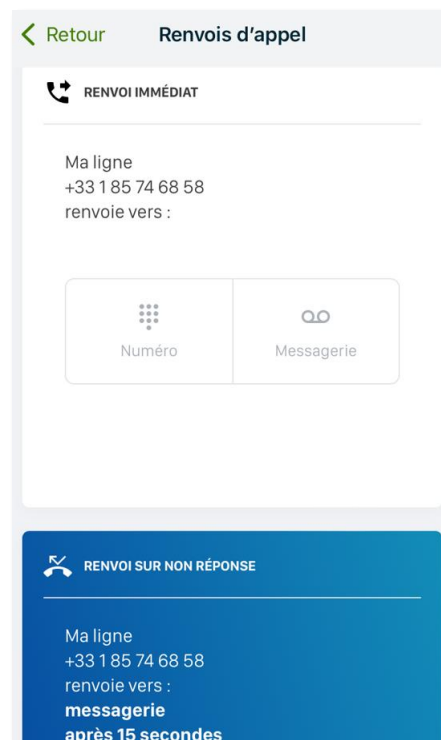 Retour Renvois d’appel
RENVOI IMMÉDIAT
Ma ligne
+33 1 85 74 68 58
renvoie vers :
Numéro Messagerie
RENVOI SUR NON RÉPONSE
Ma ligne
+33 1 85 74 68 58
renvoie vers :
messagerie
après 15 secondes